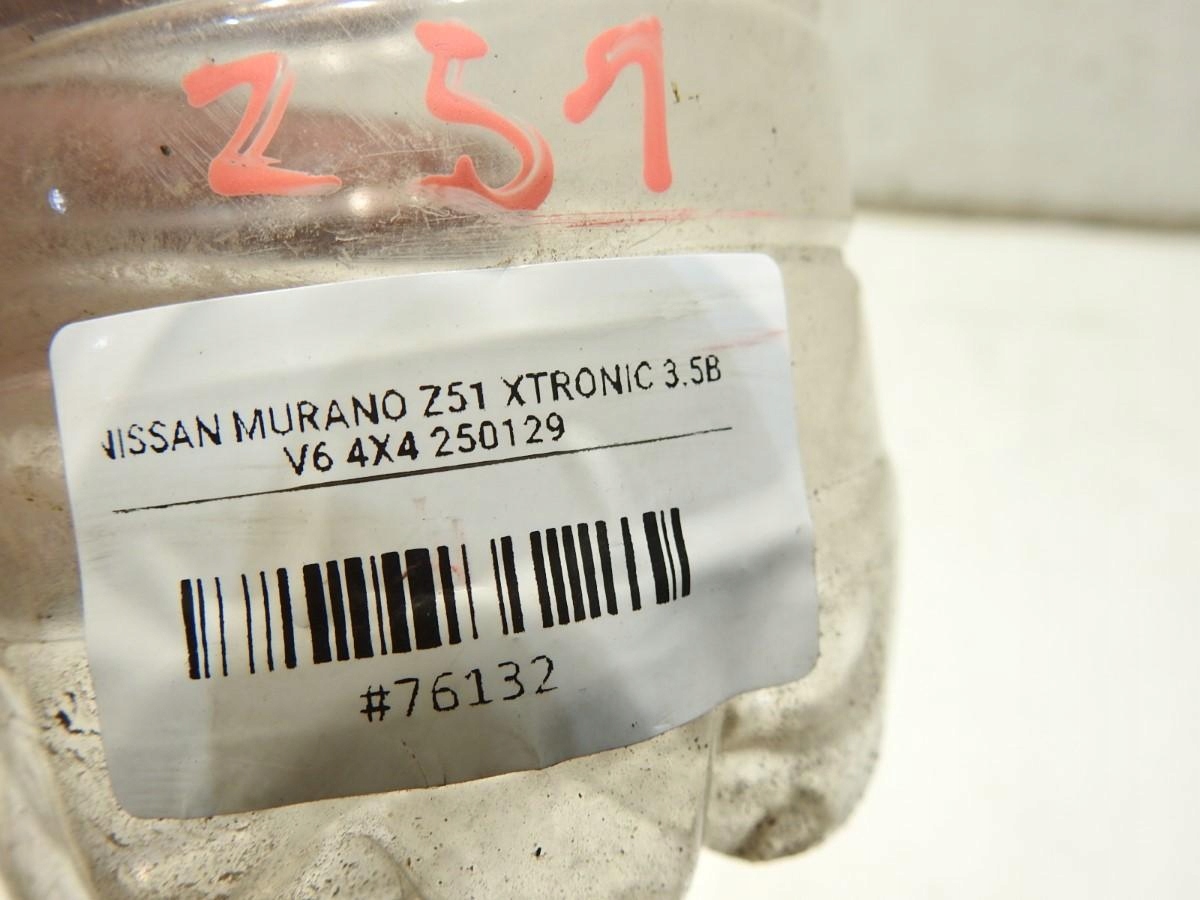 Z51
NISSAN MURANO Z51 XTRONIC 3.5B
V6 4X4 250129
#76132